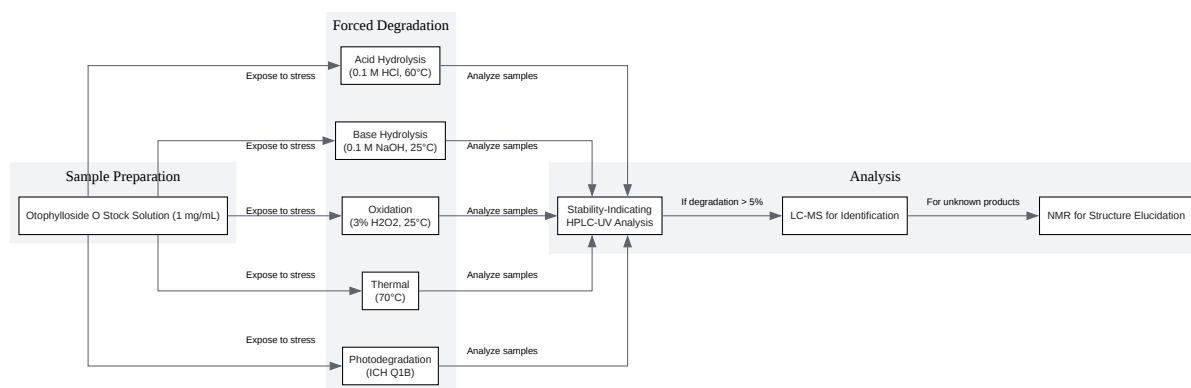 Forced Degradation
Acid Hydrolysis
(0.1 M HCl, 60°C)
Expose to stress
Analyze samples
Base Hydrolysis
(0.1 M NaOH, 25°C)
Expose to stress
Analyze samples
Sample Preparation
Analysis
Otophylloside O Stock Solution (1 mg/mL)
Expose to stress
Oxidation
(3% H2O2, 25°C)
Analyze samples
Stability-Indicating
HPLC-UV Analysis
If degradation > 5%
LC-MS for Identification
For unknown products
NMR for Structure Elucidation
Expose to stress
Thermal
(70°C)
Analyze samples
Expose to stress
Photodegradation
(ICH Q1B)
Analyze samples